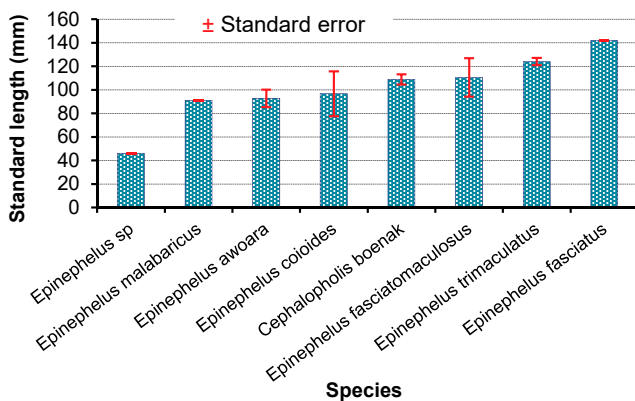 ± Standard error
Standard length (mm)
160
140
120
100
80
60
40
20
0
Epinephelus sp
Epinephelus malabaricus
Epinephelus awoara
Epinephelus coioides
Cephalopholis boenak
Epinephelus fasciatomaculosus
Epinephelus trimaculatus
Epinephelus fasciatus
Species